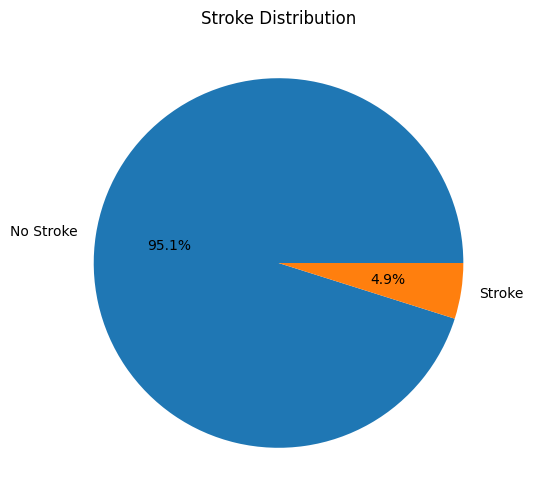 Stroke Distribution
No Stroke
95.1%
4.9%
Stroke